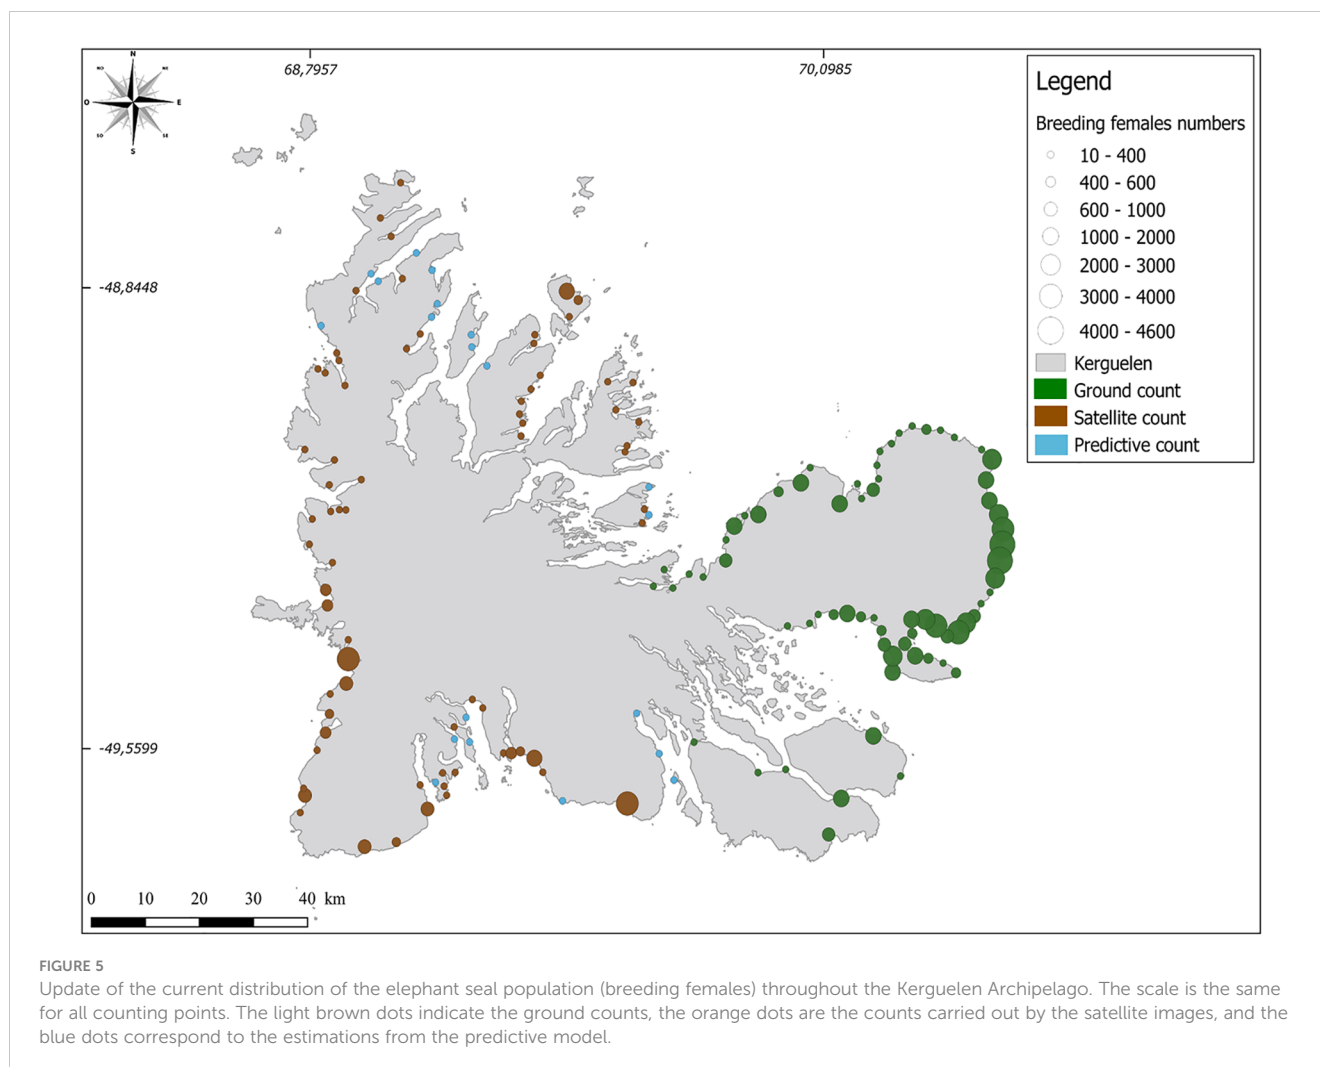 68,7957
70,0985
N
NO
NE
O
E
SO
SE
S
Legend
Breeding females numbers
10 - 400
400 - 600
600 - 1000
1000 - 2000
2000 - 3000
3000 - 4000
4000 - 4600
Kerguelen
Ground count
Satellite count
Predictive count
-48,8448
-49,5599
0 10 20 30 40 km
FIGURE 5
Update of the current distribution of the elephant seal population (breeding females) throughout the Kerguelen Archipelago. The scale is the same
for all counting points. The light brown dots indicate the ground counts, the orange dots are the counts carried out by the satellite images, and the
blue dots correspond to the estimations from the predictive model.